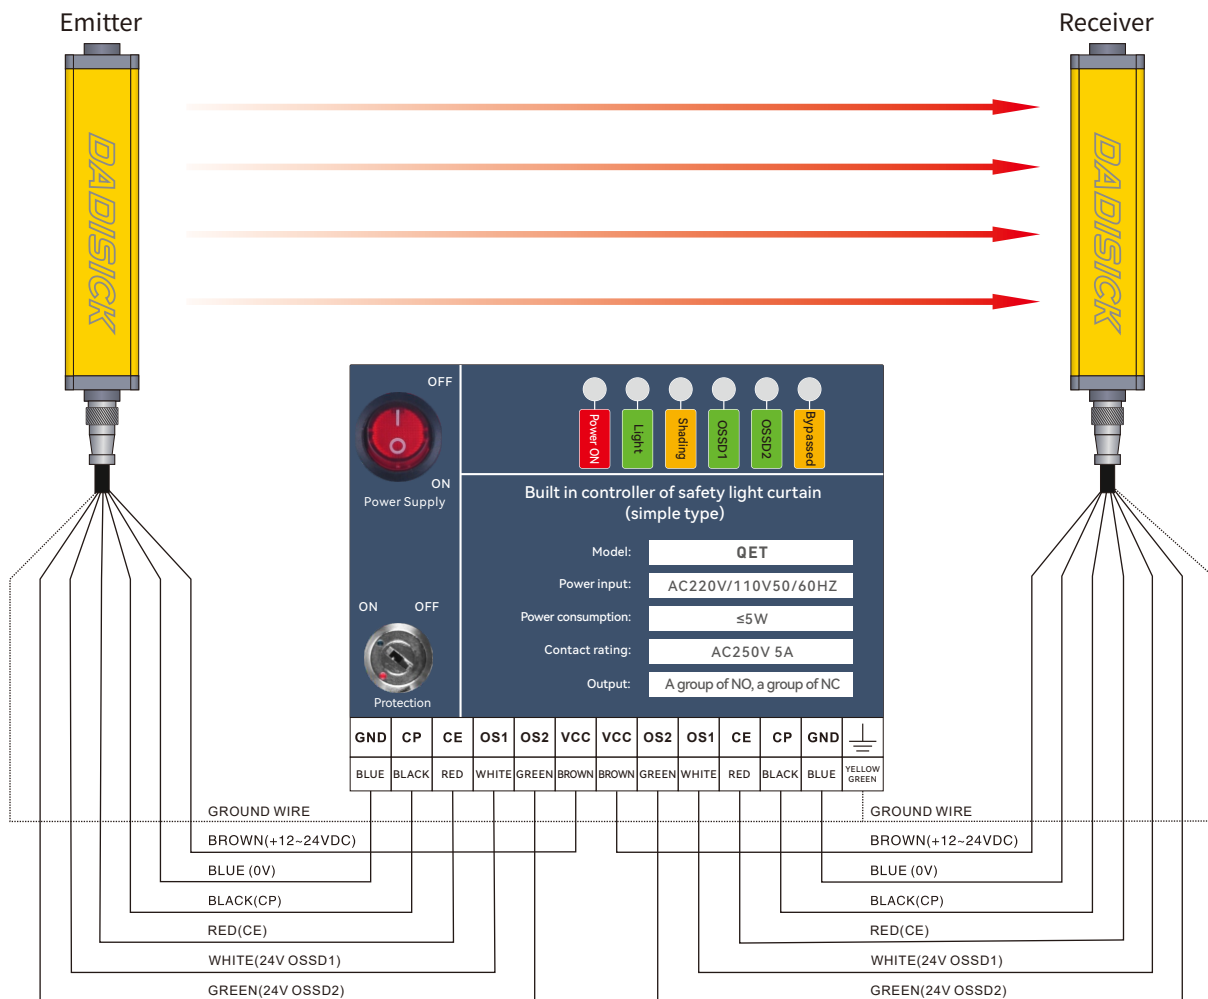 Emitter
Receiver
DADISICK
DADISICK
OFF
ON
Power Supply
Power ON
Light
Shading
OSSD1
OSSD2
Bypassed
Built in controller of safety light curtain
(simple type)
Model: QET
Power input: AC220V/110V50/60HZ
Power consumption: ≤5W
Contact rating: AC250V 5A
Output: A group of NO, a group of NC
ON OFF
Protection
GND CP CE OS1 OS2 VCC VCC OS2 OS1 CE CP GND
BLUE BLACK RED WHITE GREEN BROWN BROWN GREEN WHITE RED BLACK BLUE YELLOW GREEN
GROUND WIRE GROUND WIRE
BROWN(+12~24VDC) BROWN(+12~24VDC)
BLUE (0V) BLUE (0V)
BLACK(CP) BLACK(CP)
RED(CE) RED(CE)
WHITE(24V OSSD1) WHITE(24V OSSD1)
GREEN(24V OSSD2) GREEN(24V OSSD2)